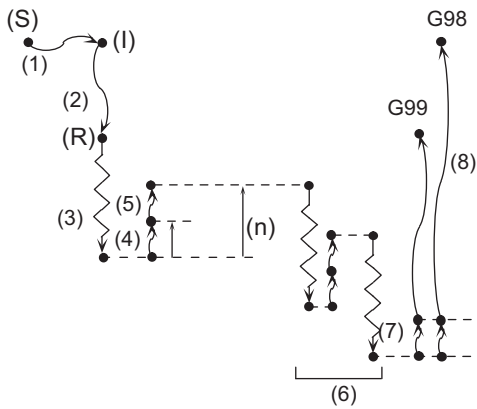 (S)
G98
(I)
(1)
(2)
G99
(R)
(8)
(5)
(3)
(4)
(n)
(7)
(6)